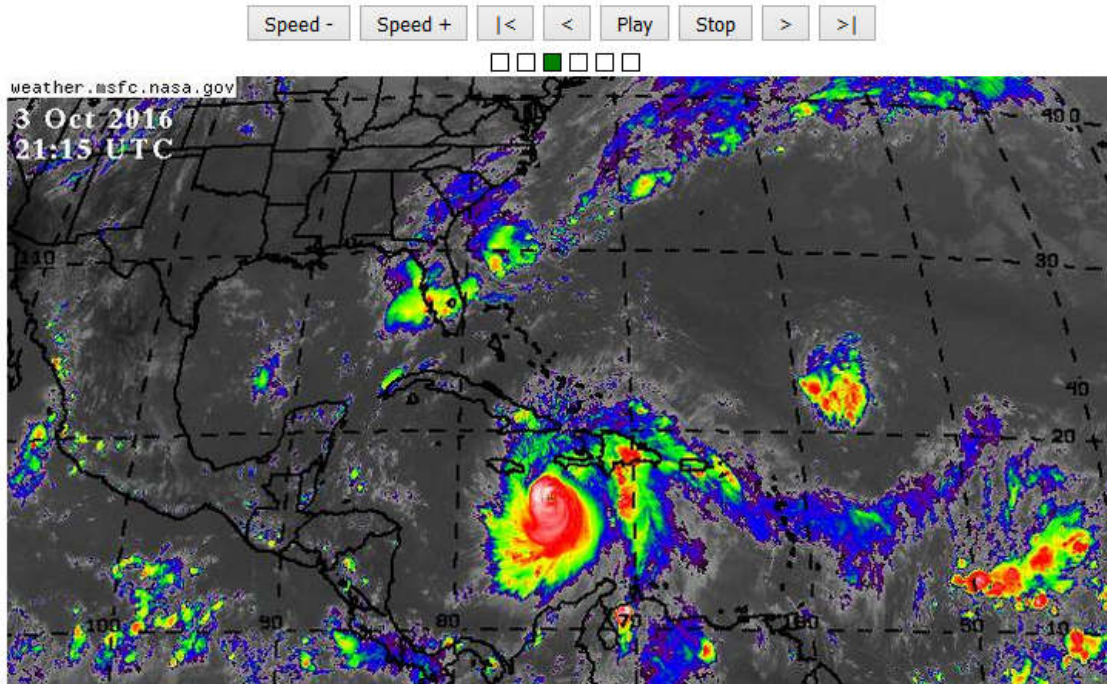 Speed - Speed + |< < Play Stop > >|
weather.msfc.nasa.gov
3 Oct 2016
21:15 UTC
400
110 30
40
20
100 90 80 70 60 50 10